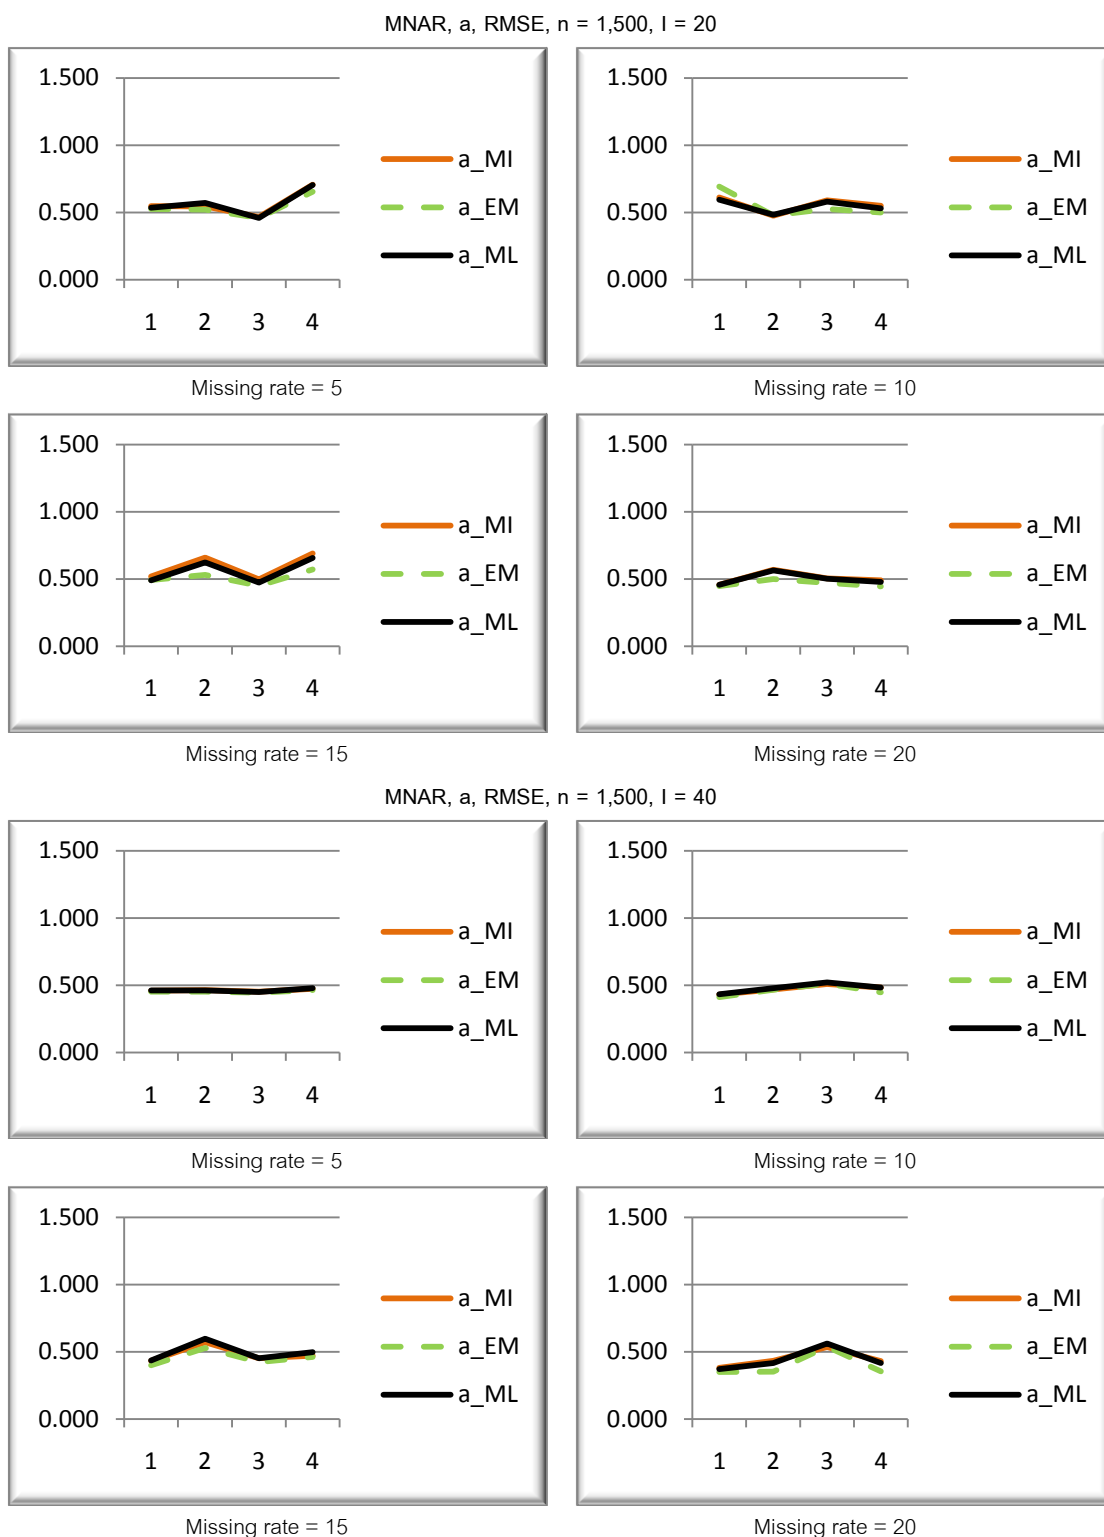 MNAR, a, RMSE, n = 1,500, I = 20
1.500
1.000
0.500
0.000
1 2 3 4
a_MI
a_EM
a_ML
Missing rate = 5
1.500
1.000
0.500
0.000
1 2 3 4
a_MI
a_EM
a_ML
Missing rate = 10
1.500
1.000
0.500
0.000
1 2 3 4
a_MI
a_EM
a_ML
Missing rate = 15
1.500
1.000
0.500
0.000
1 2 3 4
a_MI
a_EM
a_ML
Missing rate = 20
MNAR, a, RMSE, n = 1,500, I = 40
1.500
1.000
0.500
0.000
1 2 3 4
a_MI
a_EM
a_ML
Missing rate = 5
1.500
1.000
0.500
0.000
1 2 3 4
a_MI
a_EM
a_ML
Missing rate = 10
1.500
1.000
0.500
0.000
1 2 3 4
a_MI
a_EM
a_ML
Missing rate = 15
1.500
1.000
0.500
0.000
1 2 3 4
a_MI
a_EM
a_ML
Missing rate = 20